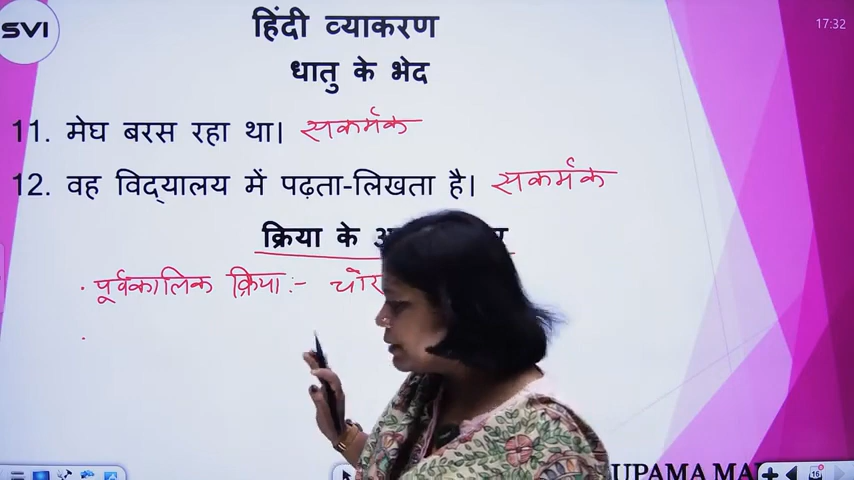 SVI
17:32
हिंदी व्याकरण
धातु के भेद
11. मेघ बरस रहा था। सकर्मक
12. वह विद्यालय में पढ़ता-लिखता है। सकर्मक
क्रिया के
• पूर्वकालिक क्रिया:- चोर
UPAMA MA
16